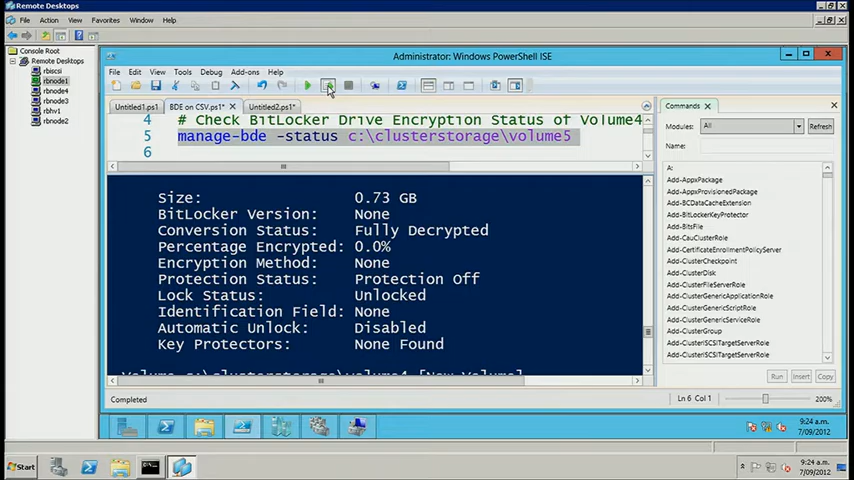 Remote Desktops
File Action View Favorites Window Help
Console Root
Remote Desktops
rbiscsi
rbnode1
rbnode4
rbnode3
rbhv1
rbnode2
Administrator: Windows PowerShell ISE
File Edit View Tools Debug Add-ons Help
Untitled1.ps1 BDE on CSV.ps1* X Untitled2.ps1*
4 # Check BitLocker Drive Encryption Status of Volume4
5 manage-bde -status c:\clusterstorage\volume5
6
Size: 0.73 GB
BitLocker Version: None
Conversion Status: Fully Decrypted
Percentage Encrypted: 0.0%
Encryption Method: None
Protection Status: Protection Off
Lock Status: Unlocked
Identification Field: None
Automatic Unlock: Disabled
Key Protectors: None Found
Volume c:\clusterstorage\volume4 [New Volume]
Completed
Ln 6 Col 1
200%
Commands X
Modules: All Refresh
Name:
A:
Add-AppxPackage
Add-AppxProvisionedPackage
Add-BCDataCacheExtension
Add-BitLockerKeyProtector
Add-BitsFile
Add-CauClusterRole
Add-CertificateEnrollmentPolicyServer
Add-ClusterCheckpoint
Add-ClusterDisk
Add-ClusterFileServerRole
Add-ClusterGenericApplicationRole
Add-ClusterGenericScriptRole
Add-ClusterGenericServiceRole
Add-ClusterGroup
Add-ClusteriSCSITargetServerRole
Add-ClusteriSCSITargetServerRole
Run Insert Copy
9:24 a.m.
7/09/2012
Start
9:24 a.m.
7/09/2012